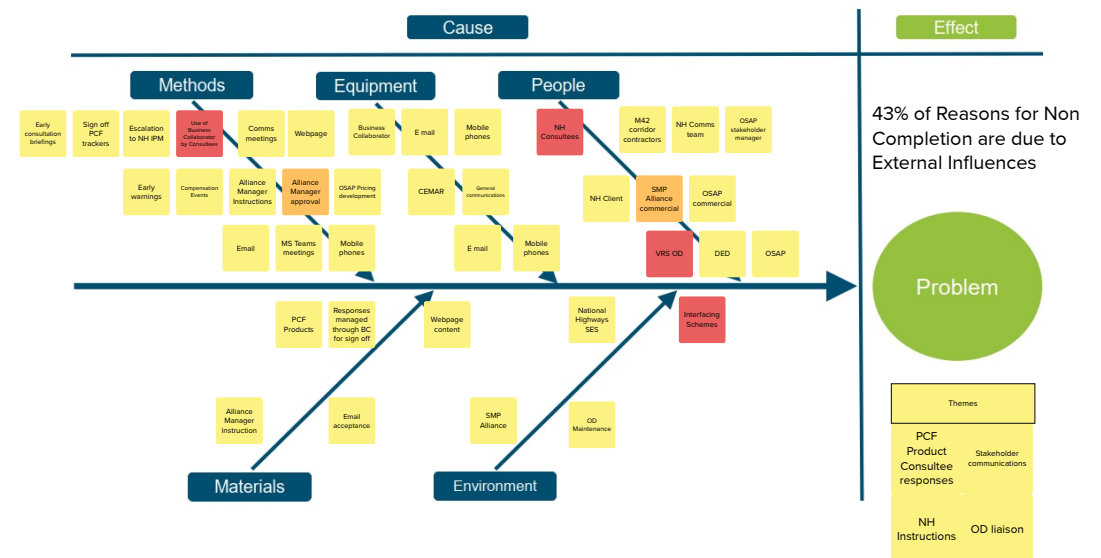 Cause
Effect
Methods
Equipment
People
43% of Reasons for Non
Completion are due to
External Influences
Early
consultation
briefings
Sign off
PCF
trackers
Escalation
to NH IPM
Use of
Business
Collaborator
by Consultees
Comms
meetings
Webpage
Business
Collaborator
E mail
Mobile
phones
NH
Consultees
M42
corridor
contractors
NH Comms
team
OSAP
stakeholder
manager
Early
warnings
Compensation
Events
Alliance
Manager
Instructions
Alliance
Manager
approval
OSAP Pricing
development
CEMAR
General
communications
NH Client
SMP
Alliance
commercial
OSAP
commercial
Email
MS Teams
meetings
Mobile
phones
E mail
Mobile
phones
VRS OD
DED
OSAP
Problem
PCF
Products
Responses
managed
through BC
for sign off
Webpage
content
National
Highways
SES
Interfacing
Schemes
Alliance
Manager
Instruction
Email
acceptance
SMP
Alliance
OD
Maintenance
Materials
Environment
Themes
PCF
Product
Consultee
responses
Stakeholder
communications
NH
Instructions
OD liaison